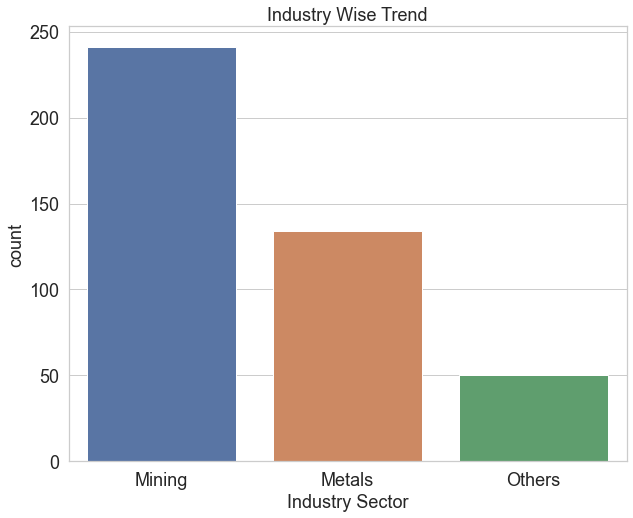 Industry Wise Trend
250
200
150
100
50
0
count
Mining Metals Others
Industry Sector